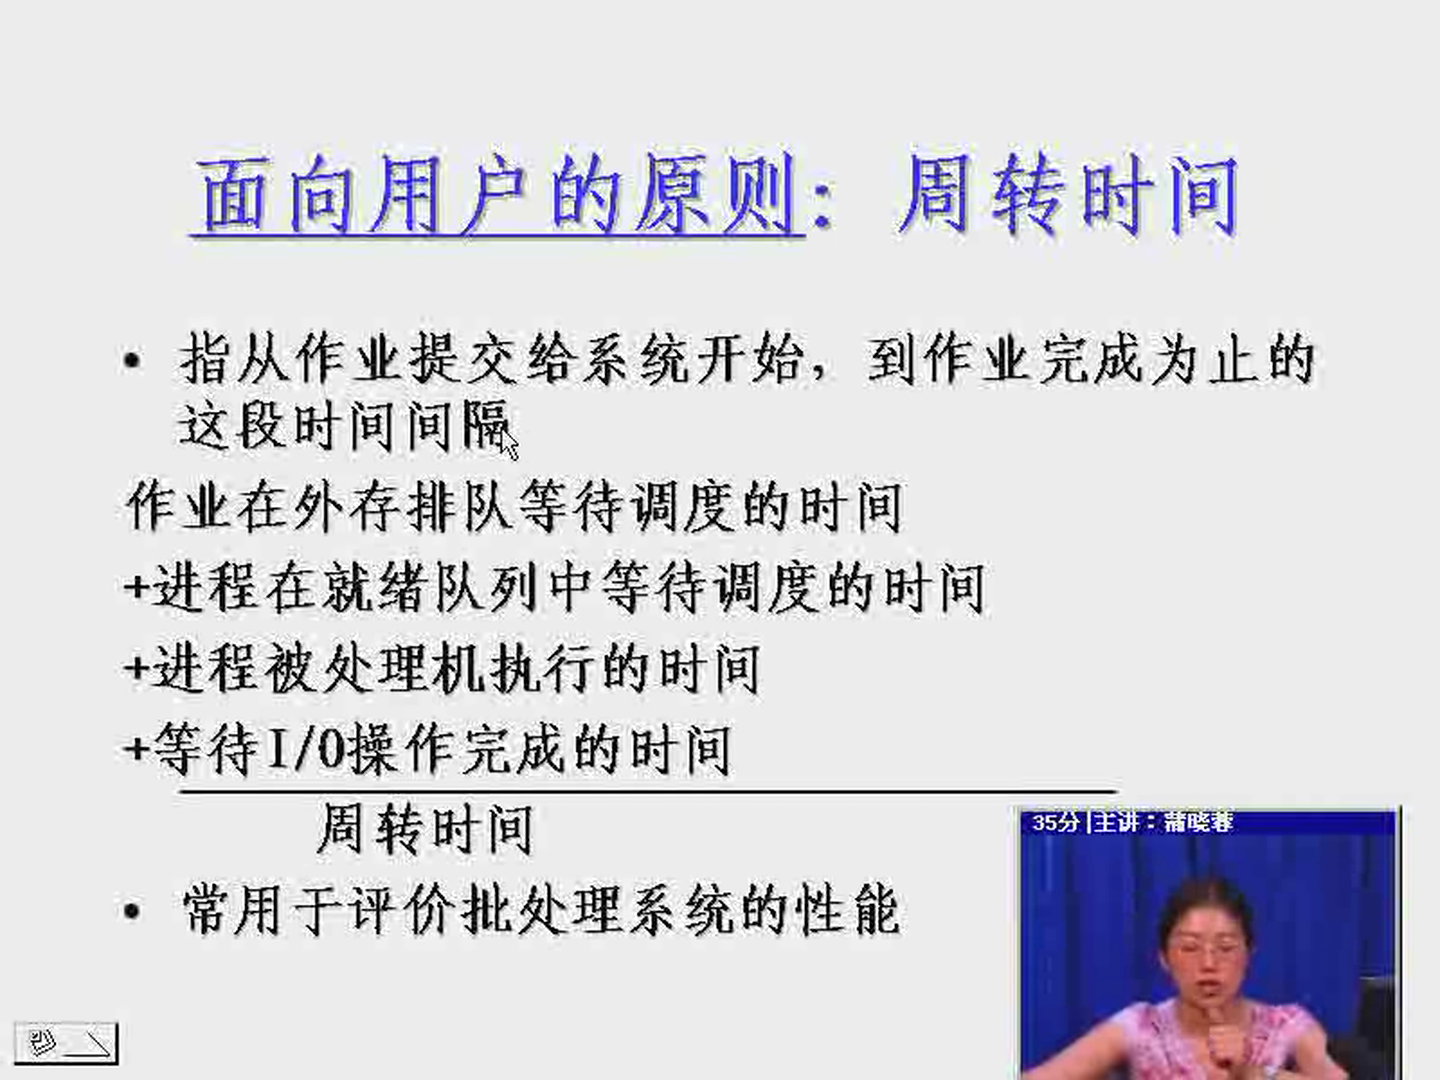 面向用户的原则：周转时间
• 指从作业提交给系统开始，到作业完成为止的
这段时间间隔
作业在外存排队等待调度的时间
+进程在就绪队列中等待调度的时间
+进程被处理机执行的时间
+等待I/O操作完成的时间
周转时间
• 常用于评价批处理系统的性能
35分|主讲：蒲晓蓉